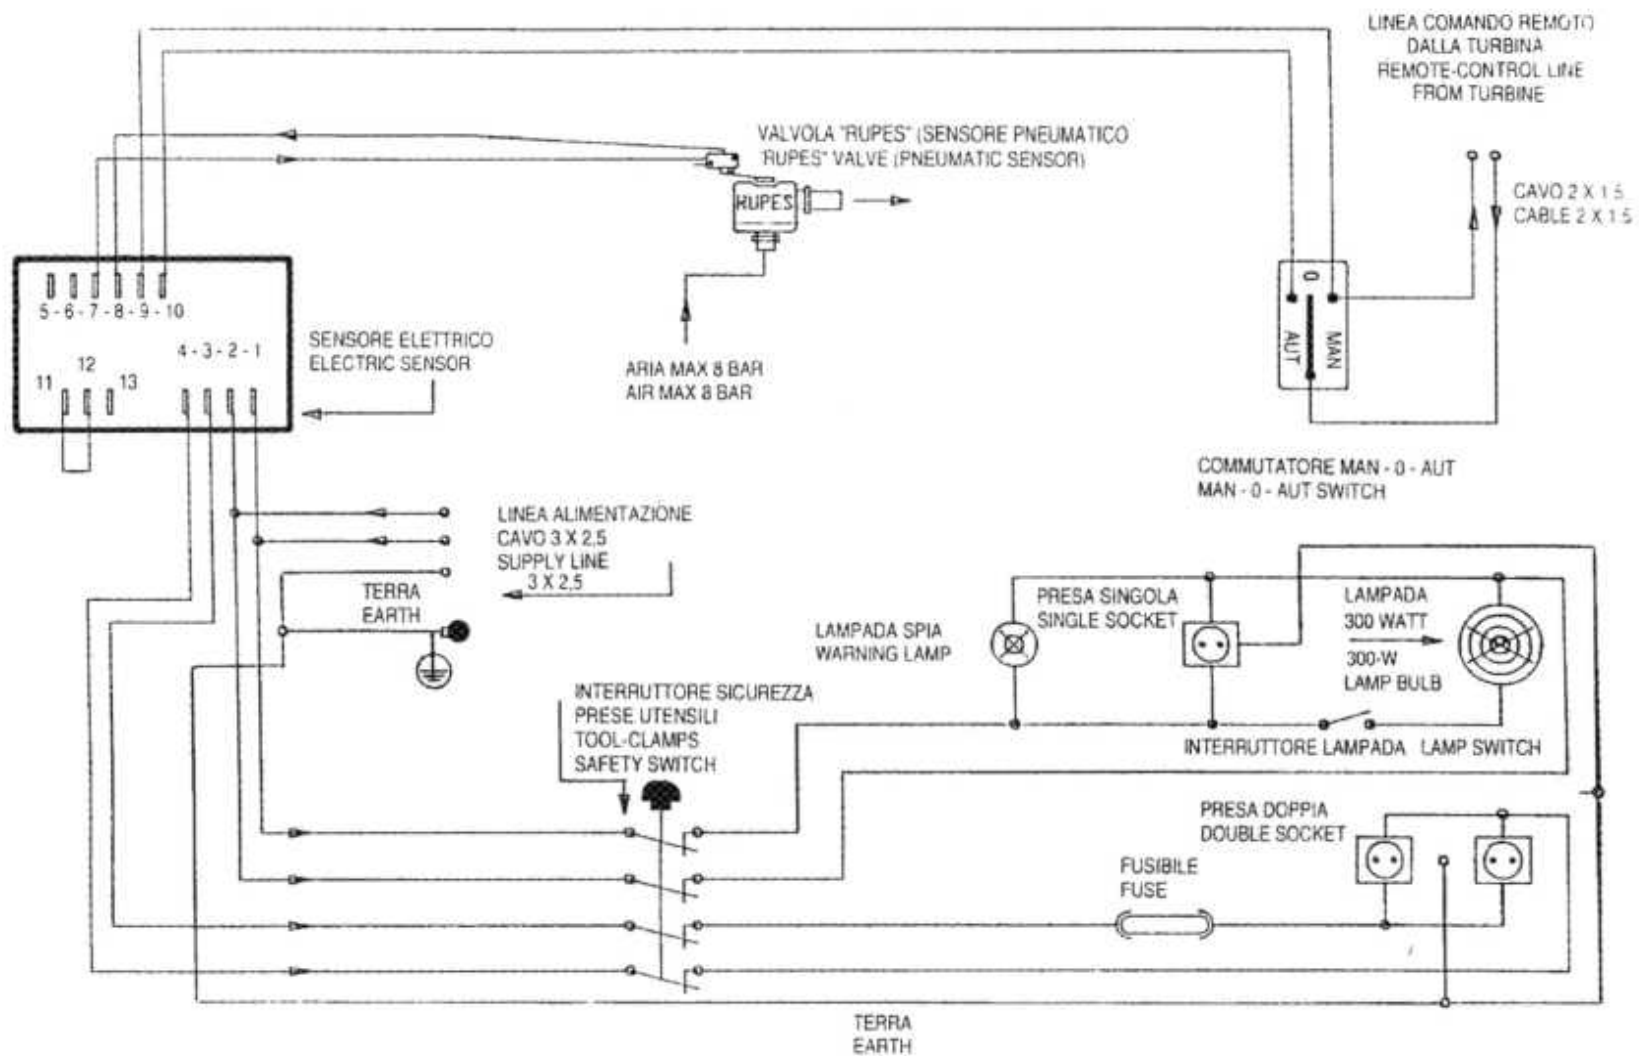 LINEA COMANDO REMOTO
DALLA TURBINA
REMOTE-CONTROL LINE
FROM TURBINE
VALVOLA "RUPES" (SENSORE PNEUMATICO
"RUPES" VALVE (PNEUMATIC SENSOR)
CAVO 2 X 1.5
CABLE 2 X 1.5
RUPES
0
AUT
MAN
5 - 6 - 7 - 8 - 9 - 10
SENSORE ELETTRICO
ELECTRIC SENSOR
4 - 3 - 2 - 1
12
11
13
ARIA MAX 8 BAR
AIR MAX 8 BAR
COMMUTATORE MAN - 0 - AUT
MAN - 0 - AUT SWITCH
LINEA ALIMENTAZIONE
CAVO 3 X 2,5
SUPPLY LINE
3 X 2,5
TERRA
EARTH
LAMPADA SPIA
WARNING LAMP
PRESA SINGOLA
SINGLE SOCKET
LAMPADA
300 WATT
300-W
LAMP BULB
INTERRUTTORE SICUREZZA
PRESE UTENSILI
TOOL-CLAMPS
SAFETY SWITCH
INTERRUTTORE LAMPADA LAMP SWITCH
PRESA DOPPIA
DOUBLE SOCKET
FUSIBILE
FUSE
TERRA
EARTH